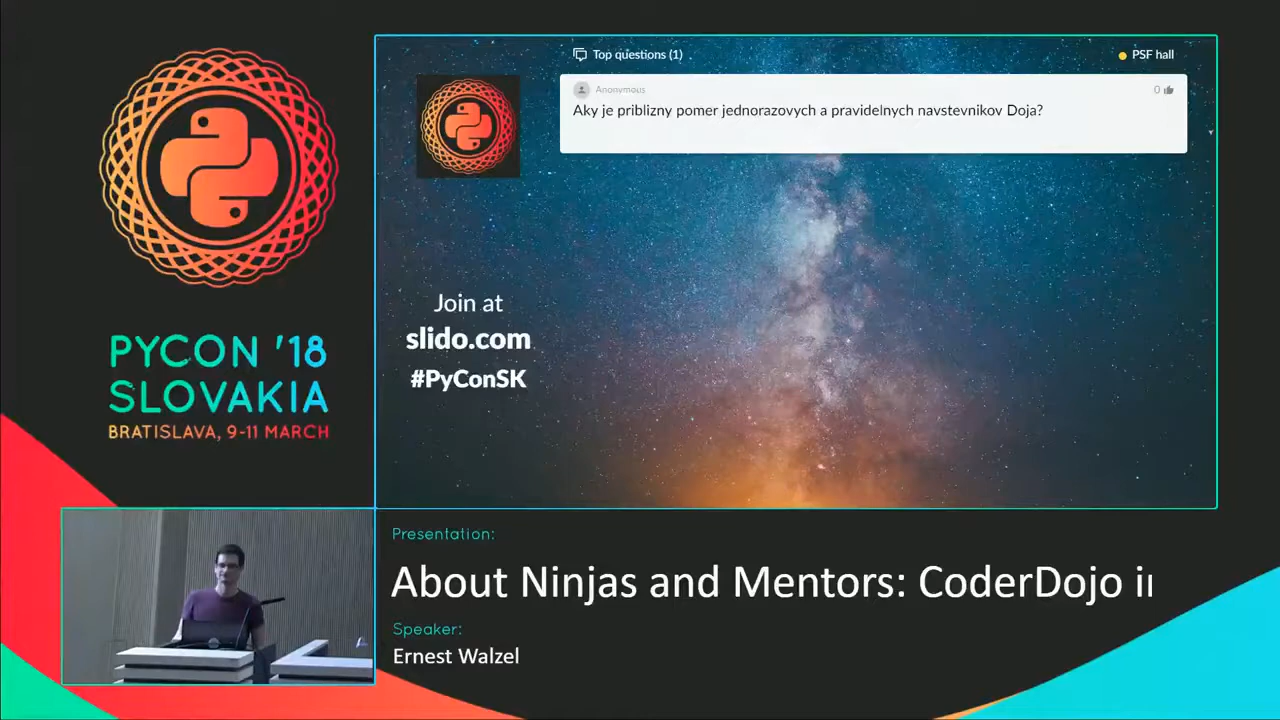 PYCON '18
SLOVAKIA
BRATISLAVA, 9-11 MARCH
Top questions (1)
PSF hall
Anonymous
0
Aky je priblizny pomer jednorazovych a pravidelnych navstevnikov Doja?
Join at
slido.com
#PyConSK
Presentation:
About Ninjas and Mentors: CoderDojo in
Speaker:
Ernest Walzel